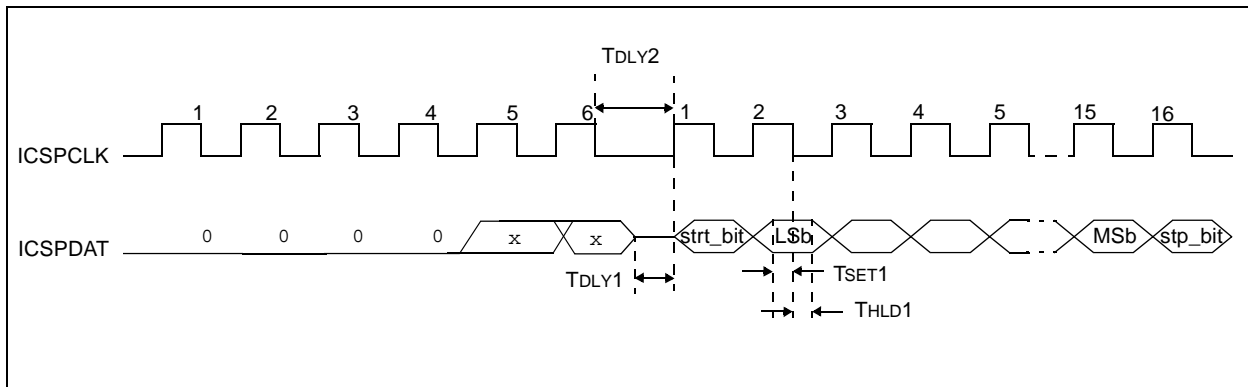 TDLY2
1 2 3 4 5 6 1 2 3 4 5 15 16
ICSPCLK
ICSPDAT 0 0 0 0 x x strt_bit LSb MSb stp_bit
TDLY1 TSET1
THLD1